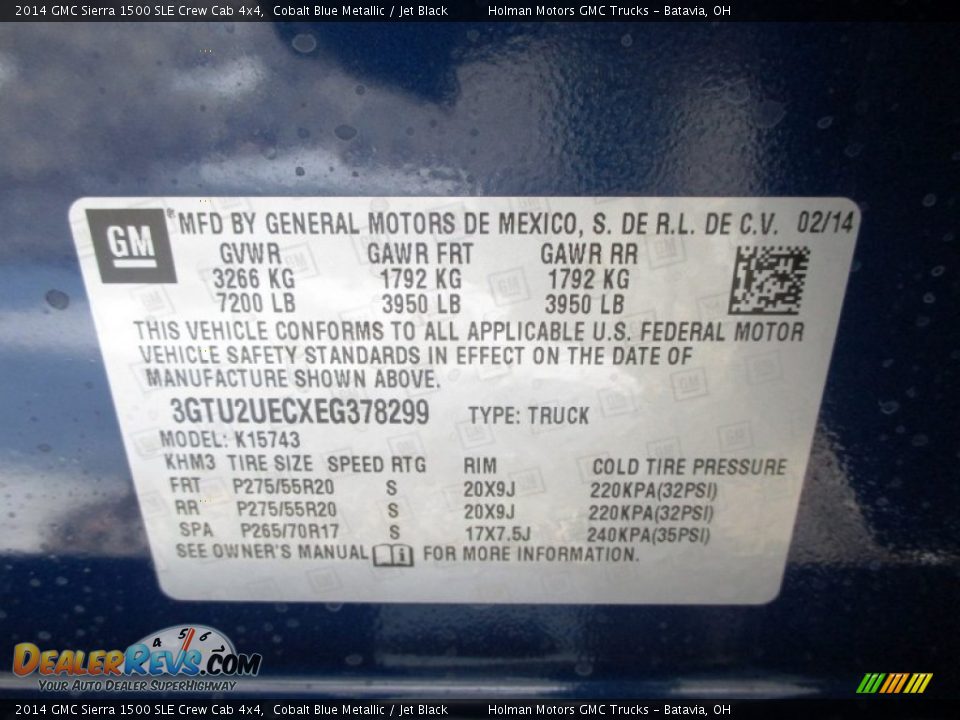 2014 GMC Sierra 1500 SLE Crew Cab 4x4, Cobalt Blue Metallic / Jet Black Holman Motors GMC Trucks - Batavia, OH
GM ® MFD BY GENERAL MOTORS DE MEXICO, S. DE R.L. DE C.V. 02/14
GVWR GAWR FRT GAWR RR
3266 KG 1792 KG 1792 KG
7200 LB 3950 LB 3950 LB
THIS VEHICLE CONFORMS TO ALL APPLICABLE U.S. FEDERAL MOTOR
VEHICLE SAFETY STANDARDS IN EFFECT ON THE DATE OF
MANUFACTURE SHOWN ABOVE.
3GTU2UECXEG378299 TYPE: TRUCK
MODEL: K15743
KHM3 TIRE SIZE SPEED RTG RIM COLD TIRE PRESSURE
FRT P275/55R20 S 20X9J 220KPA(32PSI)
RR P275/55R20 S 20X9J 220KPA(32PSI)
SPA P265/70R17 S 17X7.5J 240KPA(35PSI)
SEE OWNER'S MANUAL i FOR MORE INFORMATION.
4 5 6
DEALERREVS.COM
YOUR AUTO DEALER SUPERHIGHWAY
2014 GMC Sierra 1500 SLE Crew Cab 4x4, Cobalt Blue Metallic / Jet Black Holman Motors GMC Trucks - Batavia, OH